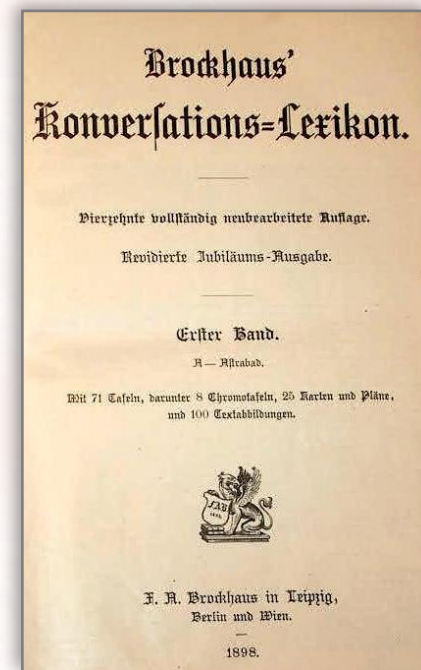 Brockhaus'
Konversations-Lexikon.
Vierzehnte vollständig neubearbeitete Auflage.
Revidierte Jubiläums-Ausgabe.
Erster Band.
A — Astrabad.
Mit 71 Tafeln, darunter 8 Chromotafeln, 25 Karten und Pläne,
und 100 Textabbildungen.
F. A. B.
F. A. Brockhaus in Leipzig,
Berlin und Wien.
1898.